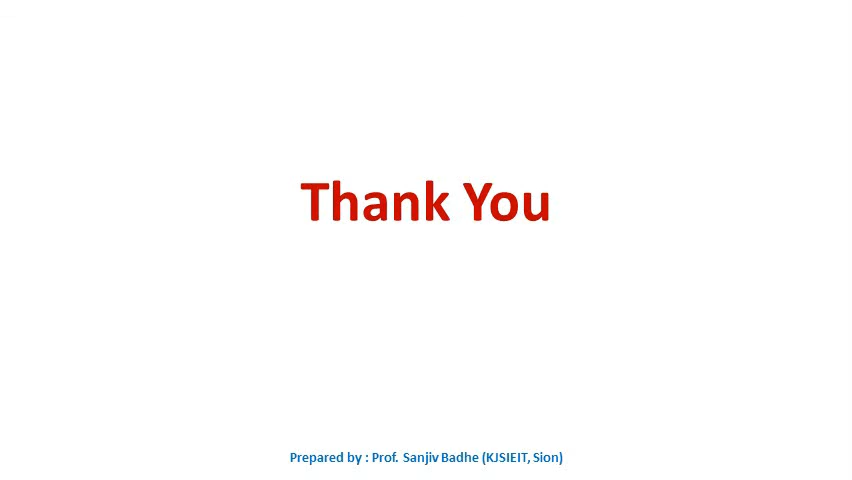 Thank You
Prepared by : Prof. Sanjiv Badhe (KJSIEIT, Sion)